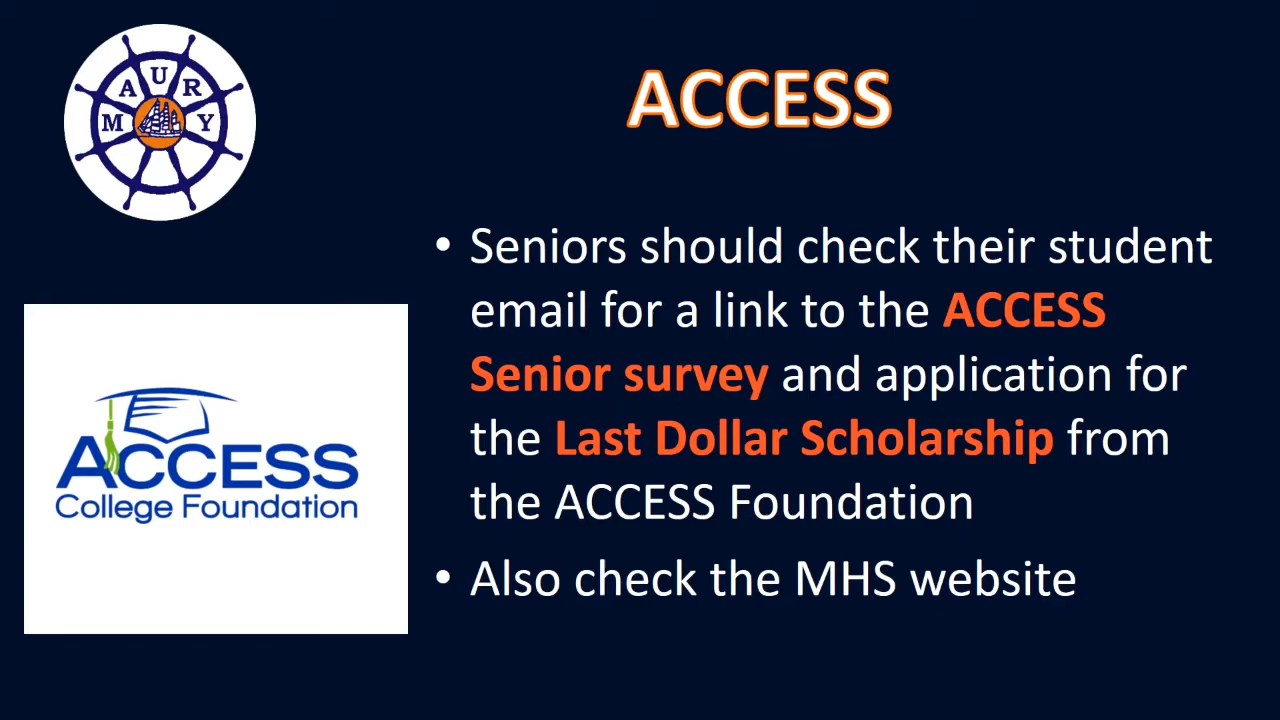 MAURY
ACCESS
• Seniors should check their student
email for a link to the ACCESS
Senior survey and application for
the Last Dollar Scholarship from
the ACCESS Foundation
• Also check the MHS website
ACCESS
College Foundation